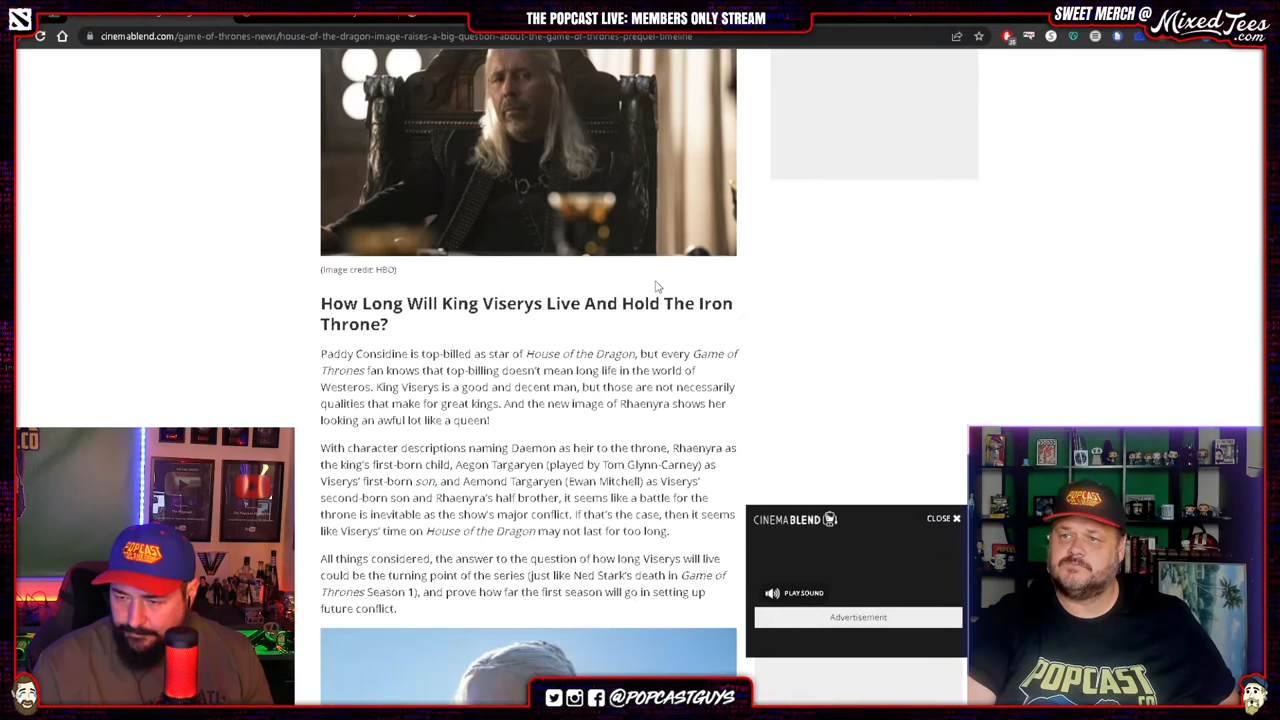 THE POPCAST LIVE: MEMBERS ONLY STREAM
SWEET MERCH @
MixedTees
.com
cinemablend.com/game-of-thrones-news/house-of-the-dragon-image-raises-a-big-question-about-the-game-of-thrones-prequel-timeline
(Image credit: HBO)
How Long Will King Viserys Live And Hold The Iron
Throne?
Paddy Considine is top-billed as star of House of the Dragon, but every Game of
Thrones fan knows that top-billing doesn't mean long life in the world of
Westeros. King Viserys is a good and decent man, but those are not necessarily
qualities that make for great kings. And the new image of Rhaenyra shows her
looking an awful lot like a queen!
With character descriptions naming Daemon as heir to the throne, Rhaenyra as
the king's first-born child, Aegon Targaryen (played by Tom Glynn-Carney) as
Viserys' first-born son, and Aemond Targaryen (Ewan Mitchell) as Viserys'
second-born son and Rhaenyra's half brother, it seems like a battle for the
throne is inevitable as the show's major conflict. If that's the case, then it seems
like Viserys' time on House of the Dragon may not last for too long.
All things considered, the answer to the question of how long Viserys will live
could be the turning point of the series (just like Ned Stark's death in Game of
Thrones Season 1), and prove how far the first season will go in setting up
future conflict.
CINEMABLEND
CLOSE X
PLAY SOUND
Advertisement
.CO
POPCAST
POPCAST
POPCAST
@POPCASTGUYS